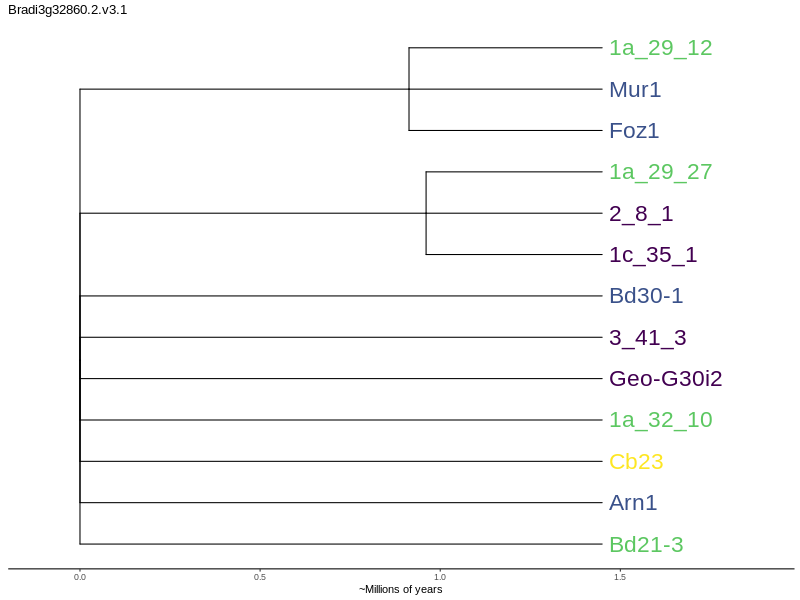 Bradi3g32860.2.v3.1
1a_29_12
Mur1
Foz1
1a_29_27
2_8_1
1c_35_1
Bd30-1
3_41_3
Geo-G30i2
1a_32_10
Cb23
Arn1
Bd21-3
0.0 0.5 1.0 1.5
~Millions of years